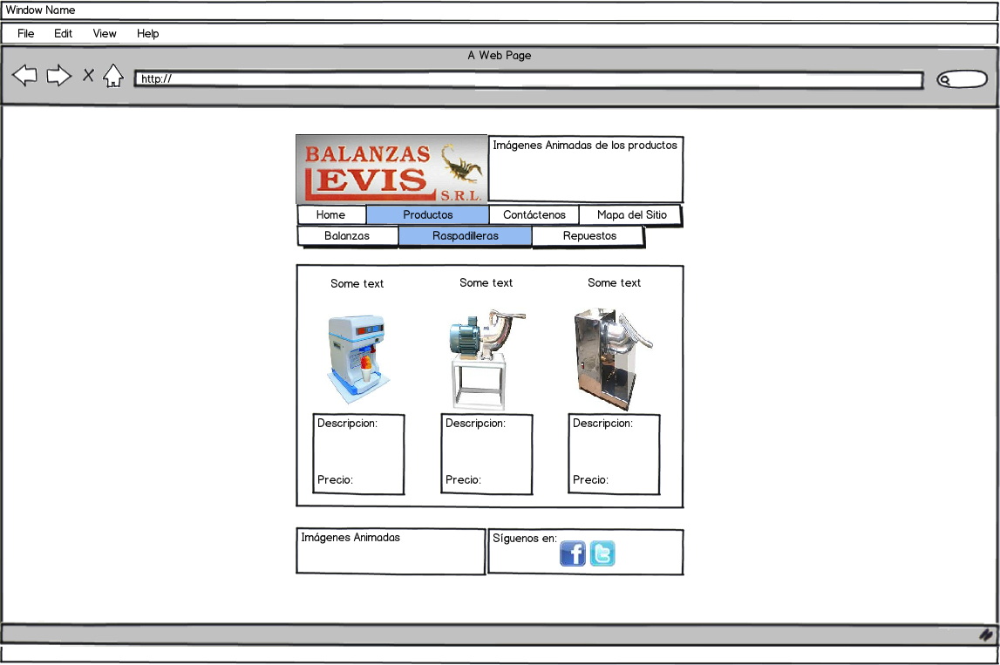 Window Name
File Edit View Help
A Web Page
http://
BALANZAS
LEVIS
S.R.L.
Imágenes Animadas de los productos
Home Productos Contáctenos Mapa del Sitio
Balanzas Raspadilleras Repuestos
Some text Some text Some text
Descripcion: Descripcion: Descripcion:
Precio: Precio: Precio:
Imágenes Animadas
Síguenos en: